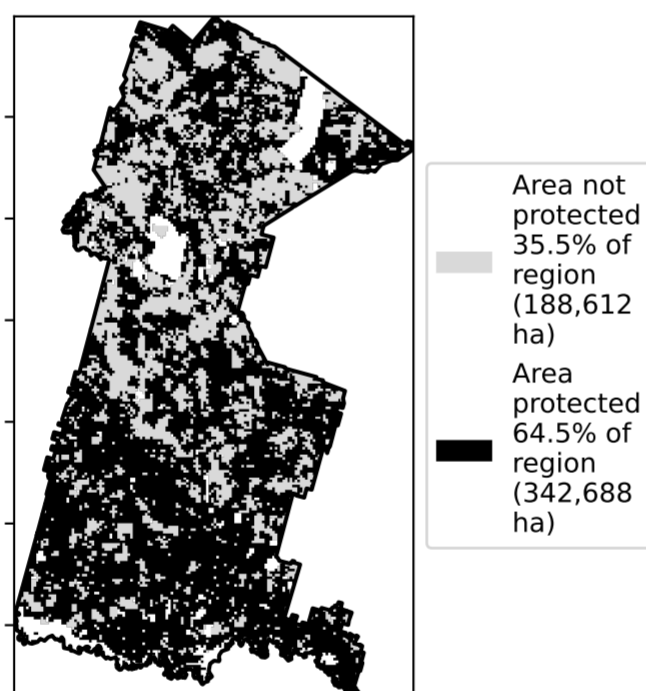 Area not
protected
35.5% of
region
(188,612
ha)
Area
protected
64.5% of
region
(342,688
ha)